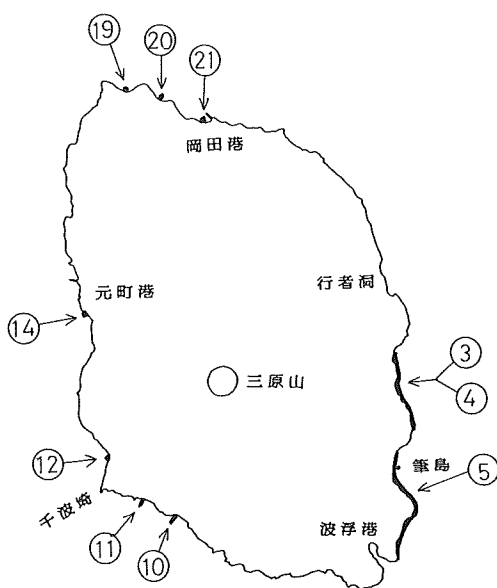 ⑲
⑳
㉑
岡田港
行者洞
元町港
⑭
③
三原山
④
⑫
筆島
⑤
千波埼
波浮港
⑪
⑩